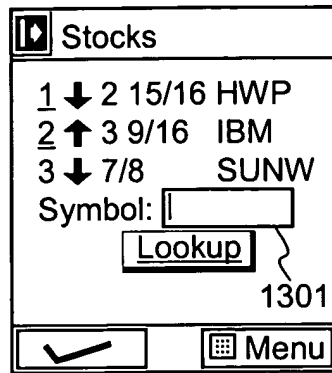 Stocks
1 ↓ 2 15/16 HWP
2 ↑ 3 9/16 IBM
3 ↓ 7/8 SUNW
Symbol:
Lookup
1301
Menu